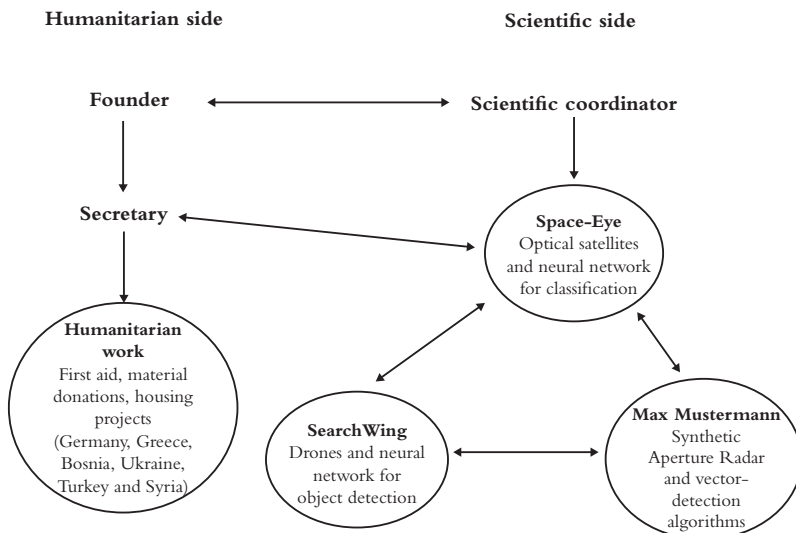 Humanitarian side
Scientific side
Founder
Scientific coordinator
Secretary
Space-Eye
Optical satellites
and neural network
for classification
Humanitarian
work
First aid, material
donations, housing
projects
(Germany, Greece,
Bosnia, Ukraine,
Turkey and Syria)
SearchWing
Drones and neural
network for
object detection
Max Mustermann
Synthetic
Aperture Radar
and vector-
detection
algorithms